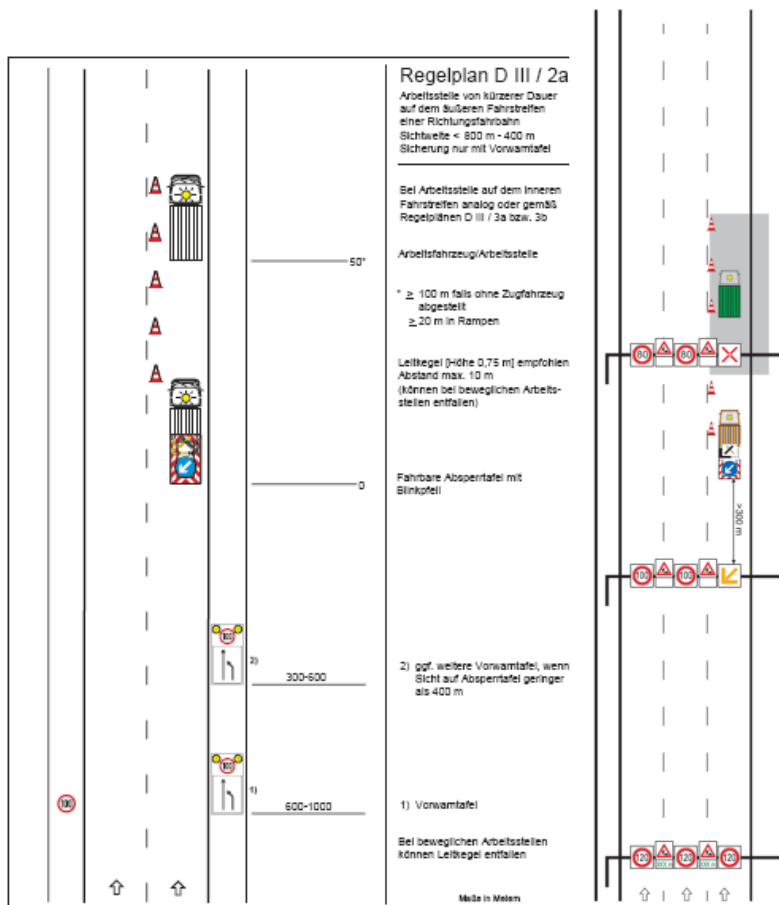 Regelplan D III / 2a
Arbeitsstelle von kürzerer Dauer
auf dem äußeren Fahrstreifen
einer Richtungsfahrbahn
Sichtweite < 800 m - 400 m
Sicherung nur mit Vorwarntafel
Bei Arbeitsstelle auf dem inneren
Fahrstreifen analog oder gemäß
Regelplänen D III / 3a bzw. 3b
Arbeitsfahrzeug/Arbeitsstelle
50*
* ≥ 100 m falls ohne Zugfahrzeug
abgestellt
≥ 20 m in Rampen
Leitkegel [Höhe 0,75 m] empfohlen
Abstand max. 10 m
(können bei beweglichen Arbeits-
stellen entfallen)
Fahrbare Absperrtafel mit
Blinkpfeil
0
100
2)
300-600
2) ggf. weitere Vorwarntafel, wenn
Sicht auf Absperrtafel geringer
als 400 m
100
100
1)
600-1000
1) Vorwarntafel
Bei beweglichen Arbeitsstellen
können Leitkegel entfallen
Maße in Metern
80
80
>300 m
100
100
120
120
120